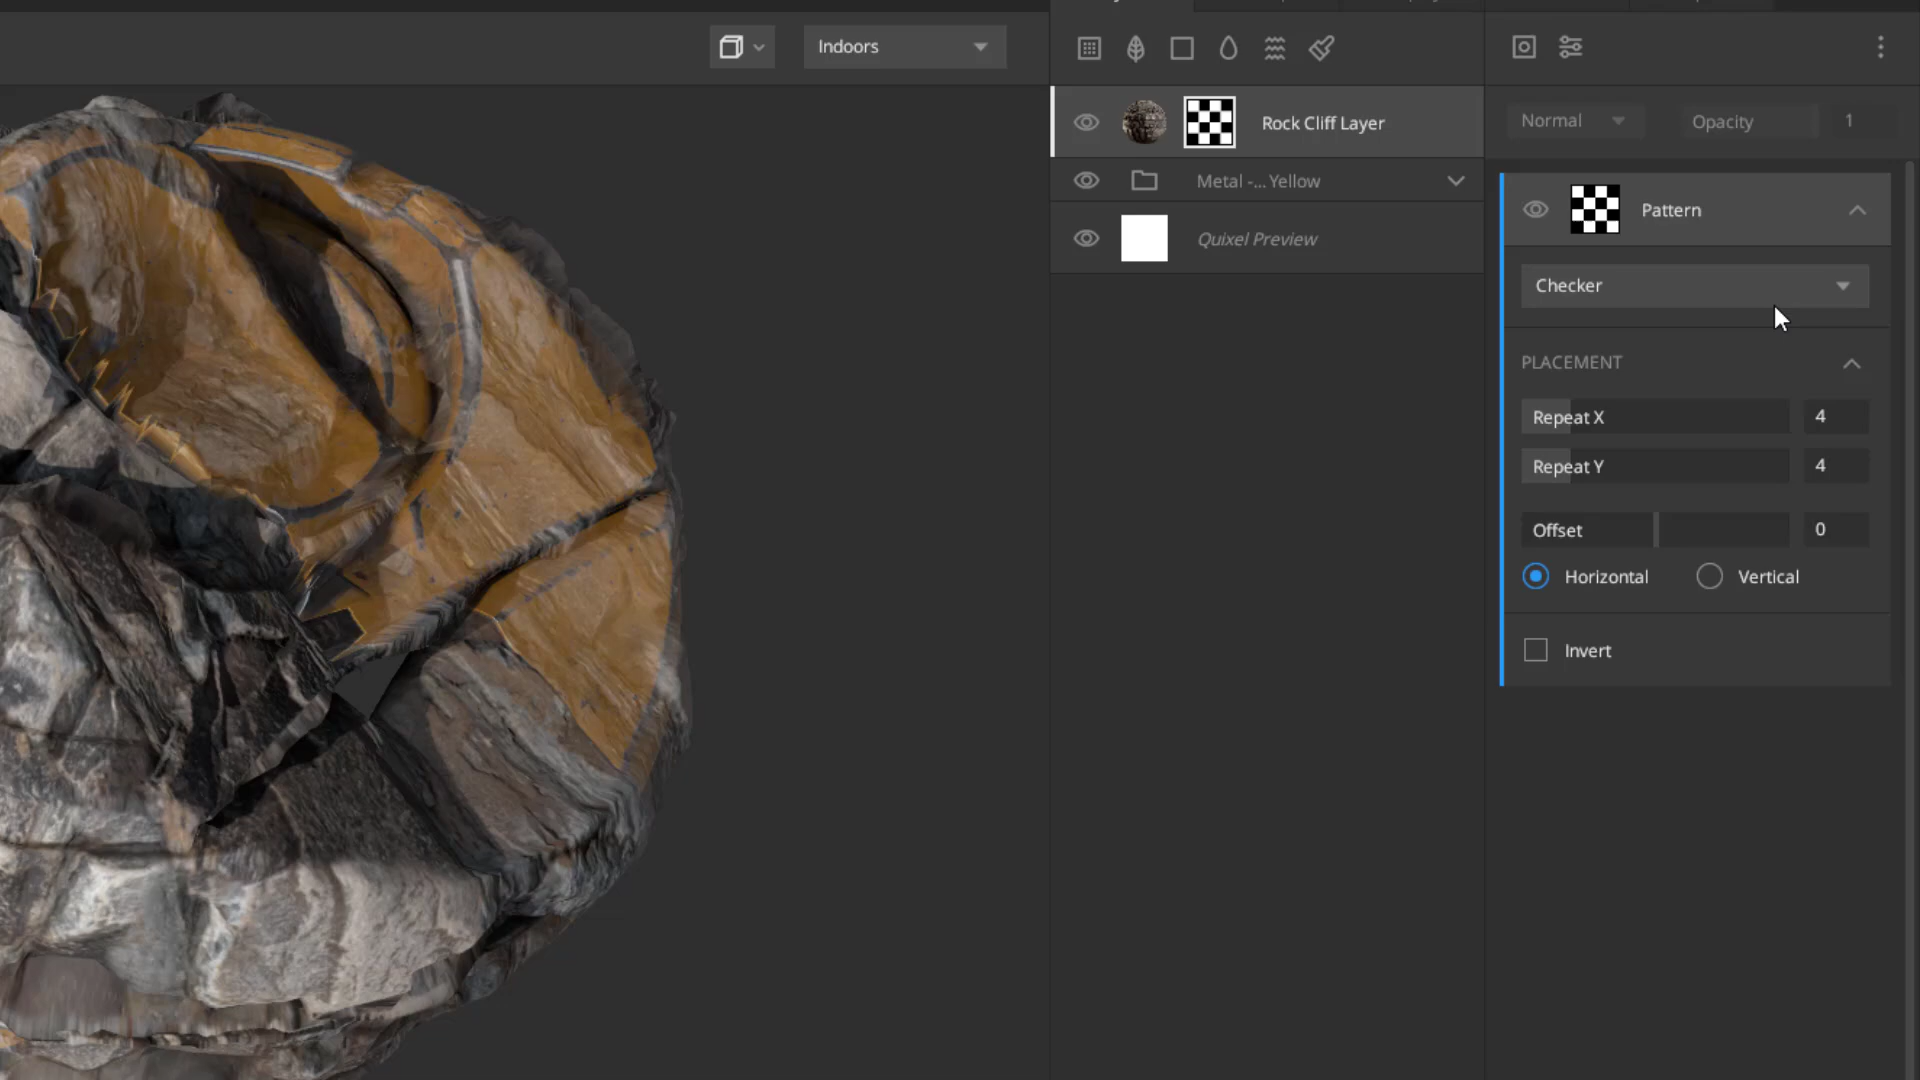 Indoors
Rock Cliff Layer
Metal -... Yellow
Quixel Preview
Normal
Opacity
1
Pattern
Checker
PLACEMENT
Repeat X
4
Repeat Y
4
Offset
0
Horizontal
Vertical
Invert